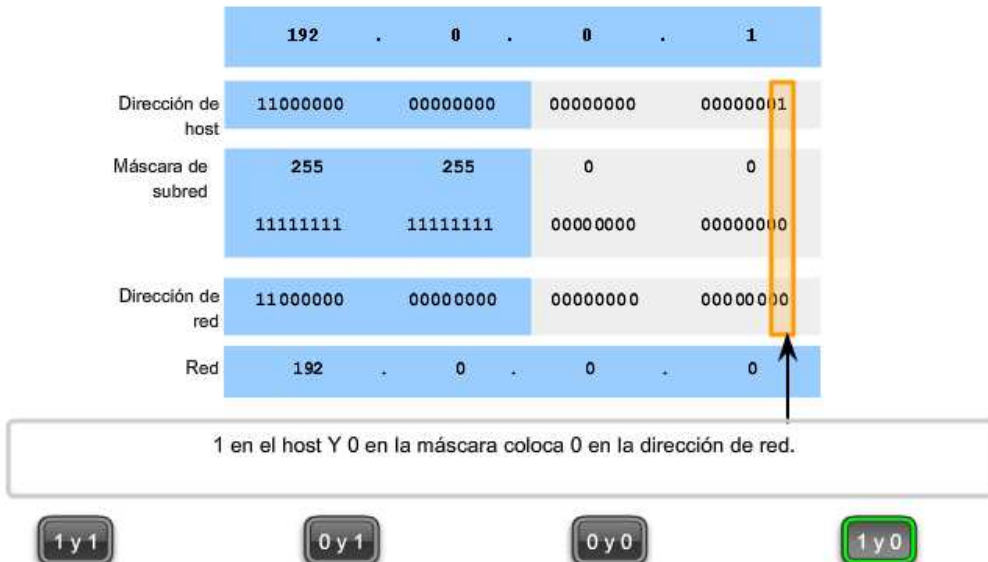 192 . 0 . 0 . 1
Dirección de host 11000000 00000000 00000000 00000001
Máscara de subred 255 255 0 0
11111111 11111111 00000000 00000000
Dirección de red 11000000 00000000 00000000 00000000
Red 192 . 0 . 0 . 0
1 en el host Y 0 en la máscara coloca 0 en la dirección de red.
1 y 1 0 y 1 0 y 0 1 y 0